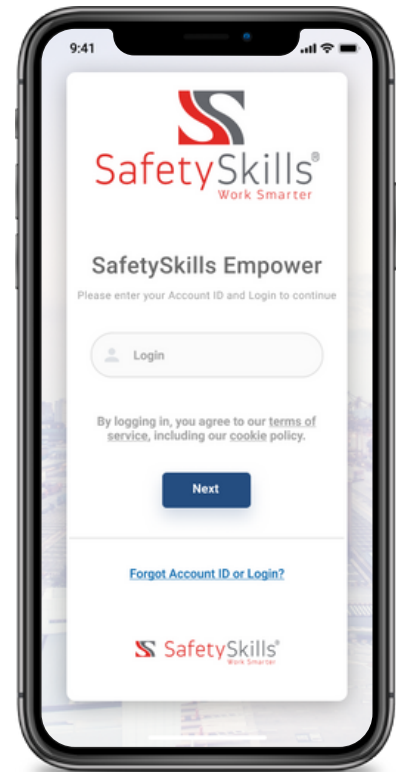 9:41
SafetySkills®
Work Smarter
SafetySkills Empower
Please enter your Account ID and Login to continue
Login
By logging in, you agree to our terms of
service, including our cookie policy.
Next
Forgot Account ID or Login?
SafetySkills®
Work Smarter